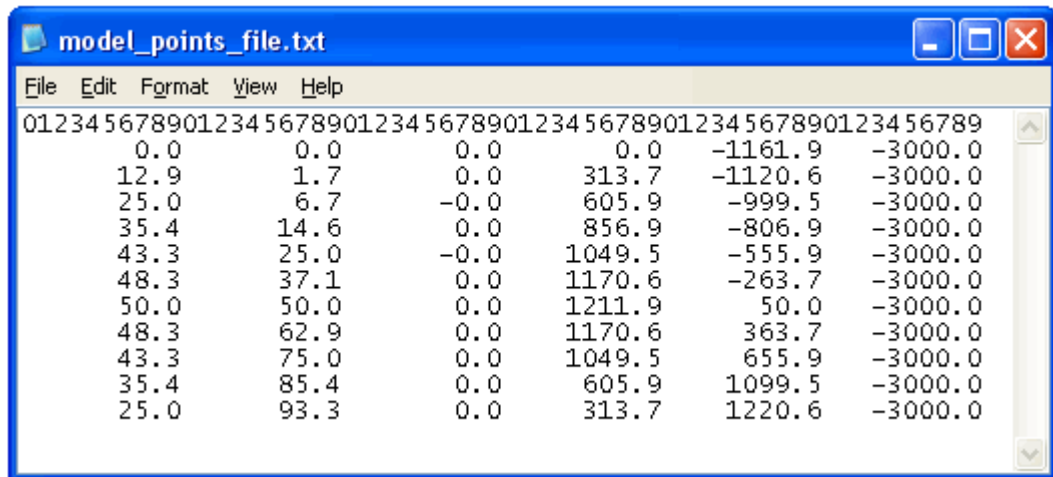 model_points_file.txt
File Edit Format View Help
012345678901234567890123456789012345678901234567890123456789
0.0 0.0 0.0 0.0 -1161.9 -3000.0
12.9 1.7 0.0 313.7 -1120.6 -3000.0
25.0 6.7 -0.0 605.9 -999.5 -3000.0
35.4 14.6 0.0 856.9 -806.9 -3000.0
43.3 25.0 -0.0 1049.5 -555.9 -3000.0
48.3 37.1 0.0 1170.6 -263.7 -3000.0
50.0 50.0 0.0 1211.9 50.0 -3000.0
48.3 62.9 0.0 1170.6 363.7 -3000.0
43.3 75.0 0.0 1049.5 655.9 -3000.0
35.4 85.4 0.0 605.9 1099.5 -3000.0
25.0 93.3 0.0 313.7 1220.6 -3000.0